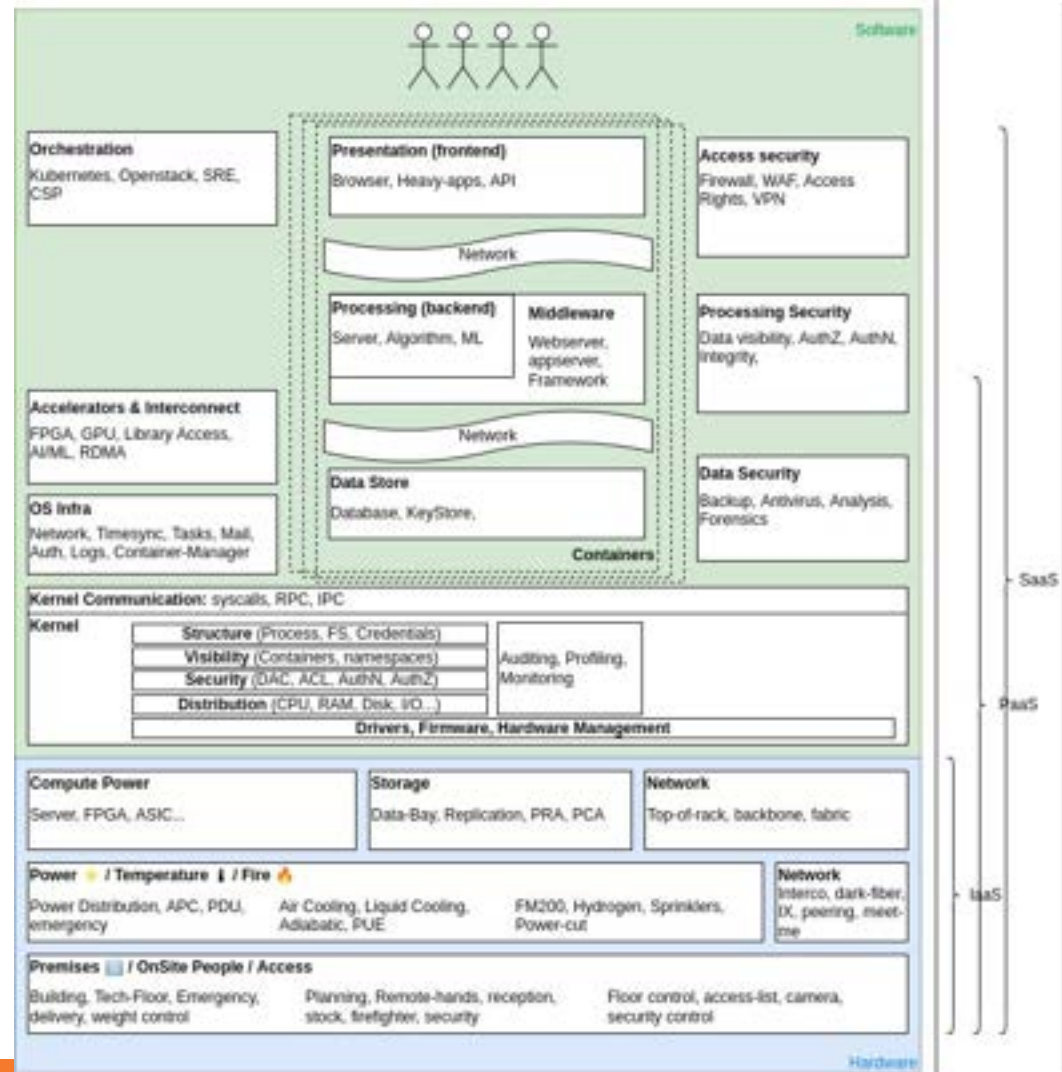 Software
Orchestration
Kubernetes, Openstack, SRE,
CSP
Presentation (frontend)
Browser, Heavy-apps, API
Access security
Firewall, WAF, Access
Rights, VPN
Network
Processing (backend)
Server, Algorithm, ML
Middleware
Webserver,
appserver,
Framework
Processing Security
Data visibility, AuthZ, AuthN,
Integrity,
Accelerators & Interconnect
FPGA, GPU, Library Access,
AI/ML, RDMA
Network
Data Store
Database, KeyStore,
Data Security
Backup, Antivirus, Analysis,
Forensics
OS Infra
Network, Timesync, Tasks, Mail,
Auth, Logs, Container-Manager
Containers
SaaS
Kernel Communication: syscalls, RPC, IPC
Kernel
Structure (Process, FS, Credentials)
Visibility (Containers, namespaces)
Security (DAC, ACL, AuthN, AuthZ)
Distribution (CPU, RAM, Disk, I/O...)
Auditing, Profiling,
Monitoring
PaaS
Drivers, Firmware, Hardware Management
Compute Power
Server, FPGA, ASIC...
Storage
Data-Bay, Replication, PRA, PCA
Network
Top-of-rack, backbone, fabric
Power ☀️ / Temperature 🌡 / Fire 🔥
Power Distribution, APC, PDU,
emergency
Air Cooling, Liquid Cooling,
Adiabatic, PUE
FM200, Hydrogen, Sprinklers,
Power-cut
Network
Interco, dark-fiber,
IX, peering, meet-
me
IaaS
Premises 🏢 / OnSite People / Access
Building, Tech-Floor, Emergency,
delivery, weight control
Planning, Remote-hands, reception,
stock, firefighter, security
Floor control, access-list, camera,
security control
Hardware